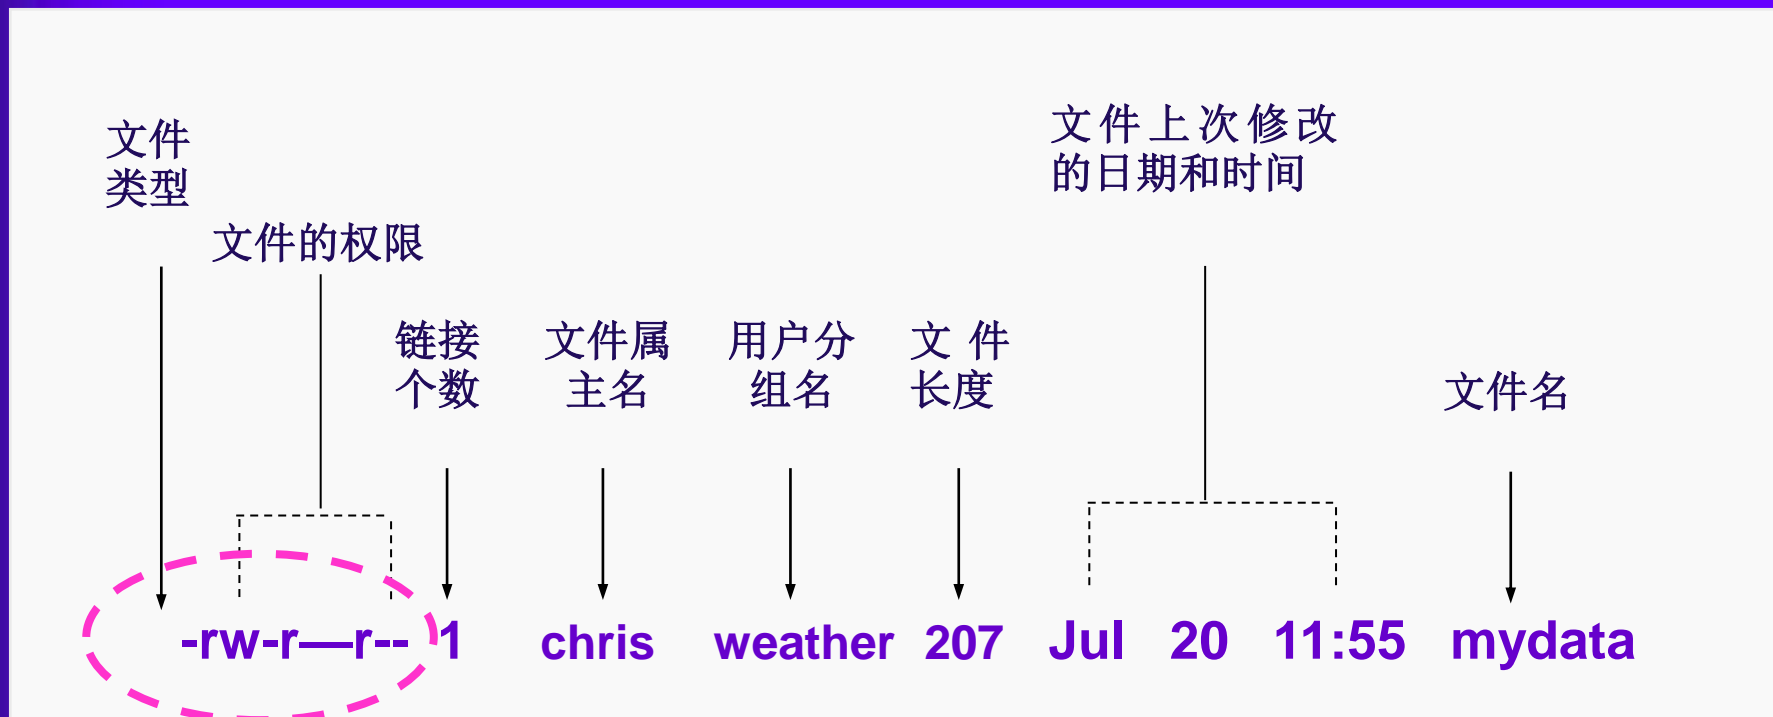 文件
类型
文件的权限
链接
个数
文件属
主名
用户分
组名
文 件
长度
文件上次修改
的日期和时间
文件名
-rw-r—r-- 1 chris weather 207 Jul 20 11:55 mydata